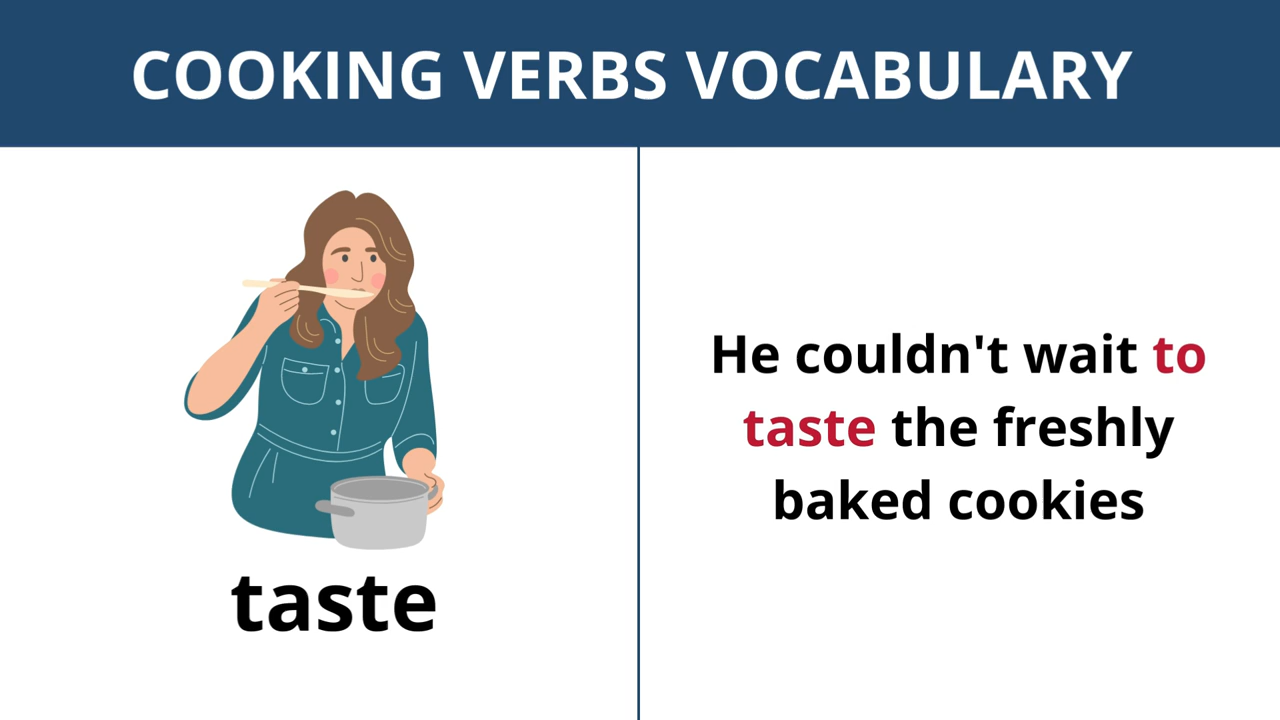 COOKING VERBS VOCABULARY
taste
He couldn't wait to
taste the freshly
baked cookies